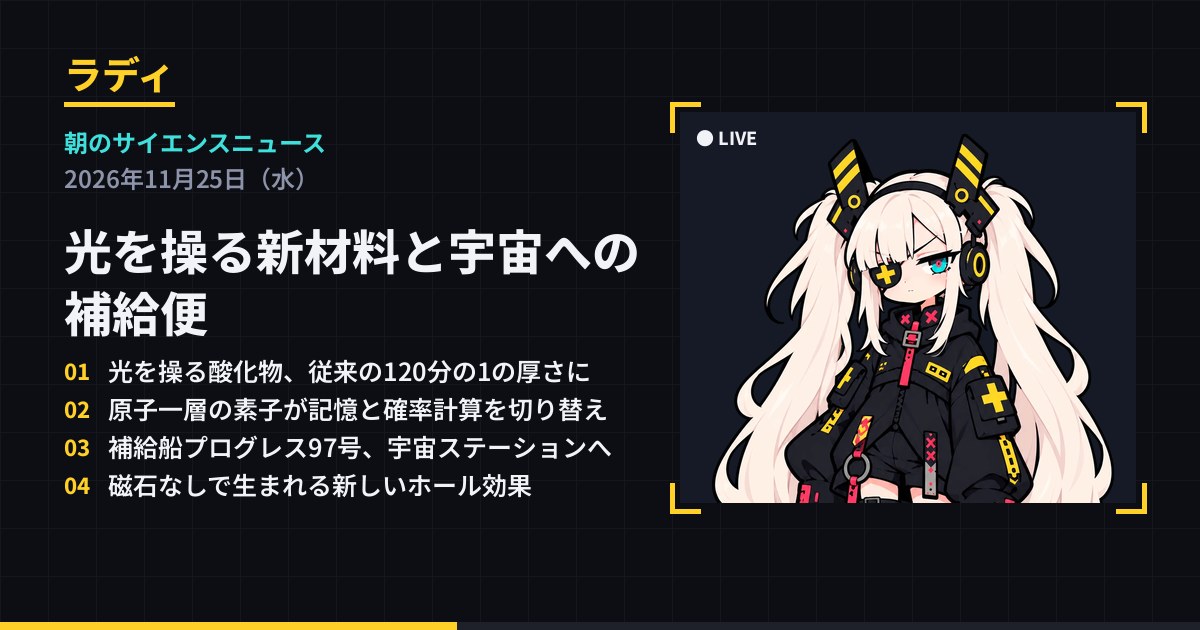 ラディ
朝のサイエンスニュース
2026年11月25日（水）
光を操る新材料と宇宙への
補給便
01 光を操る酸化物、従来の120分の1の厚さに
02 原子一層の素子が記憶と確率計算を切り替え
03 補給船プログレス97号、宇宙ステーションへ
04 磁石なしで生まれる新しいホール効果
LIVE